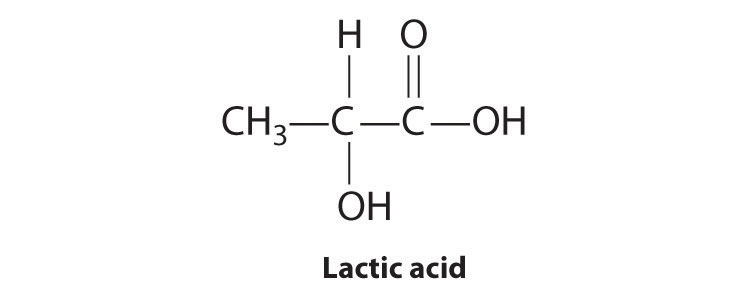 H O
CH₃—C—C—OH
OH
Lactic acid